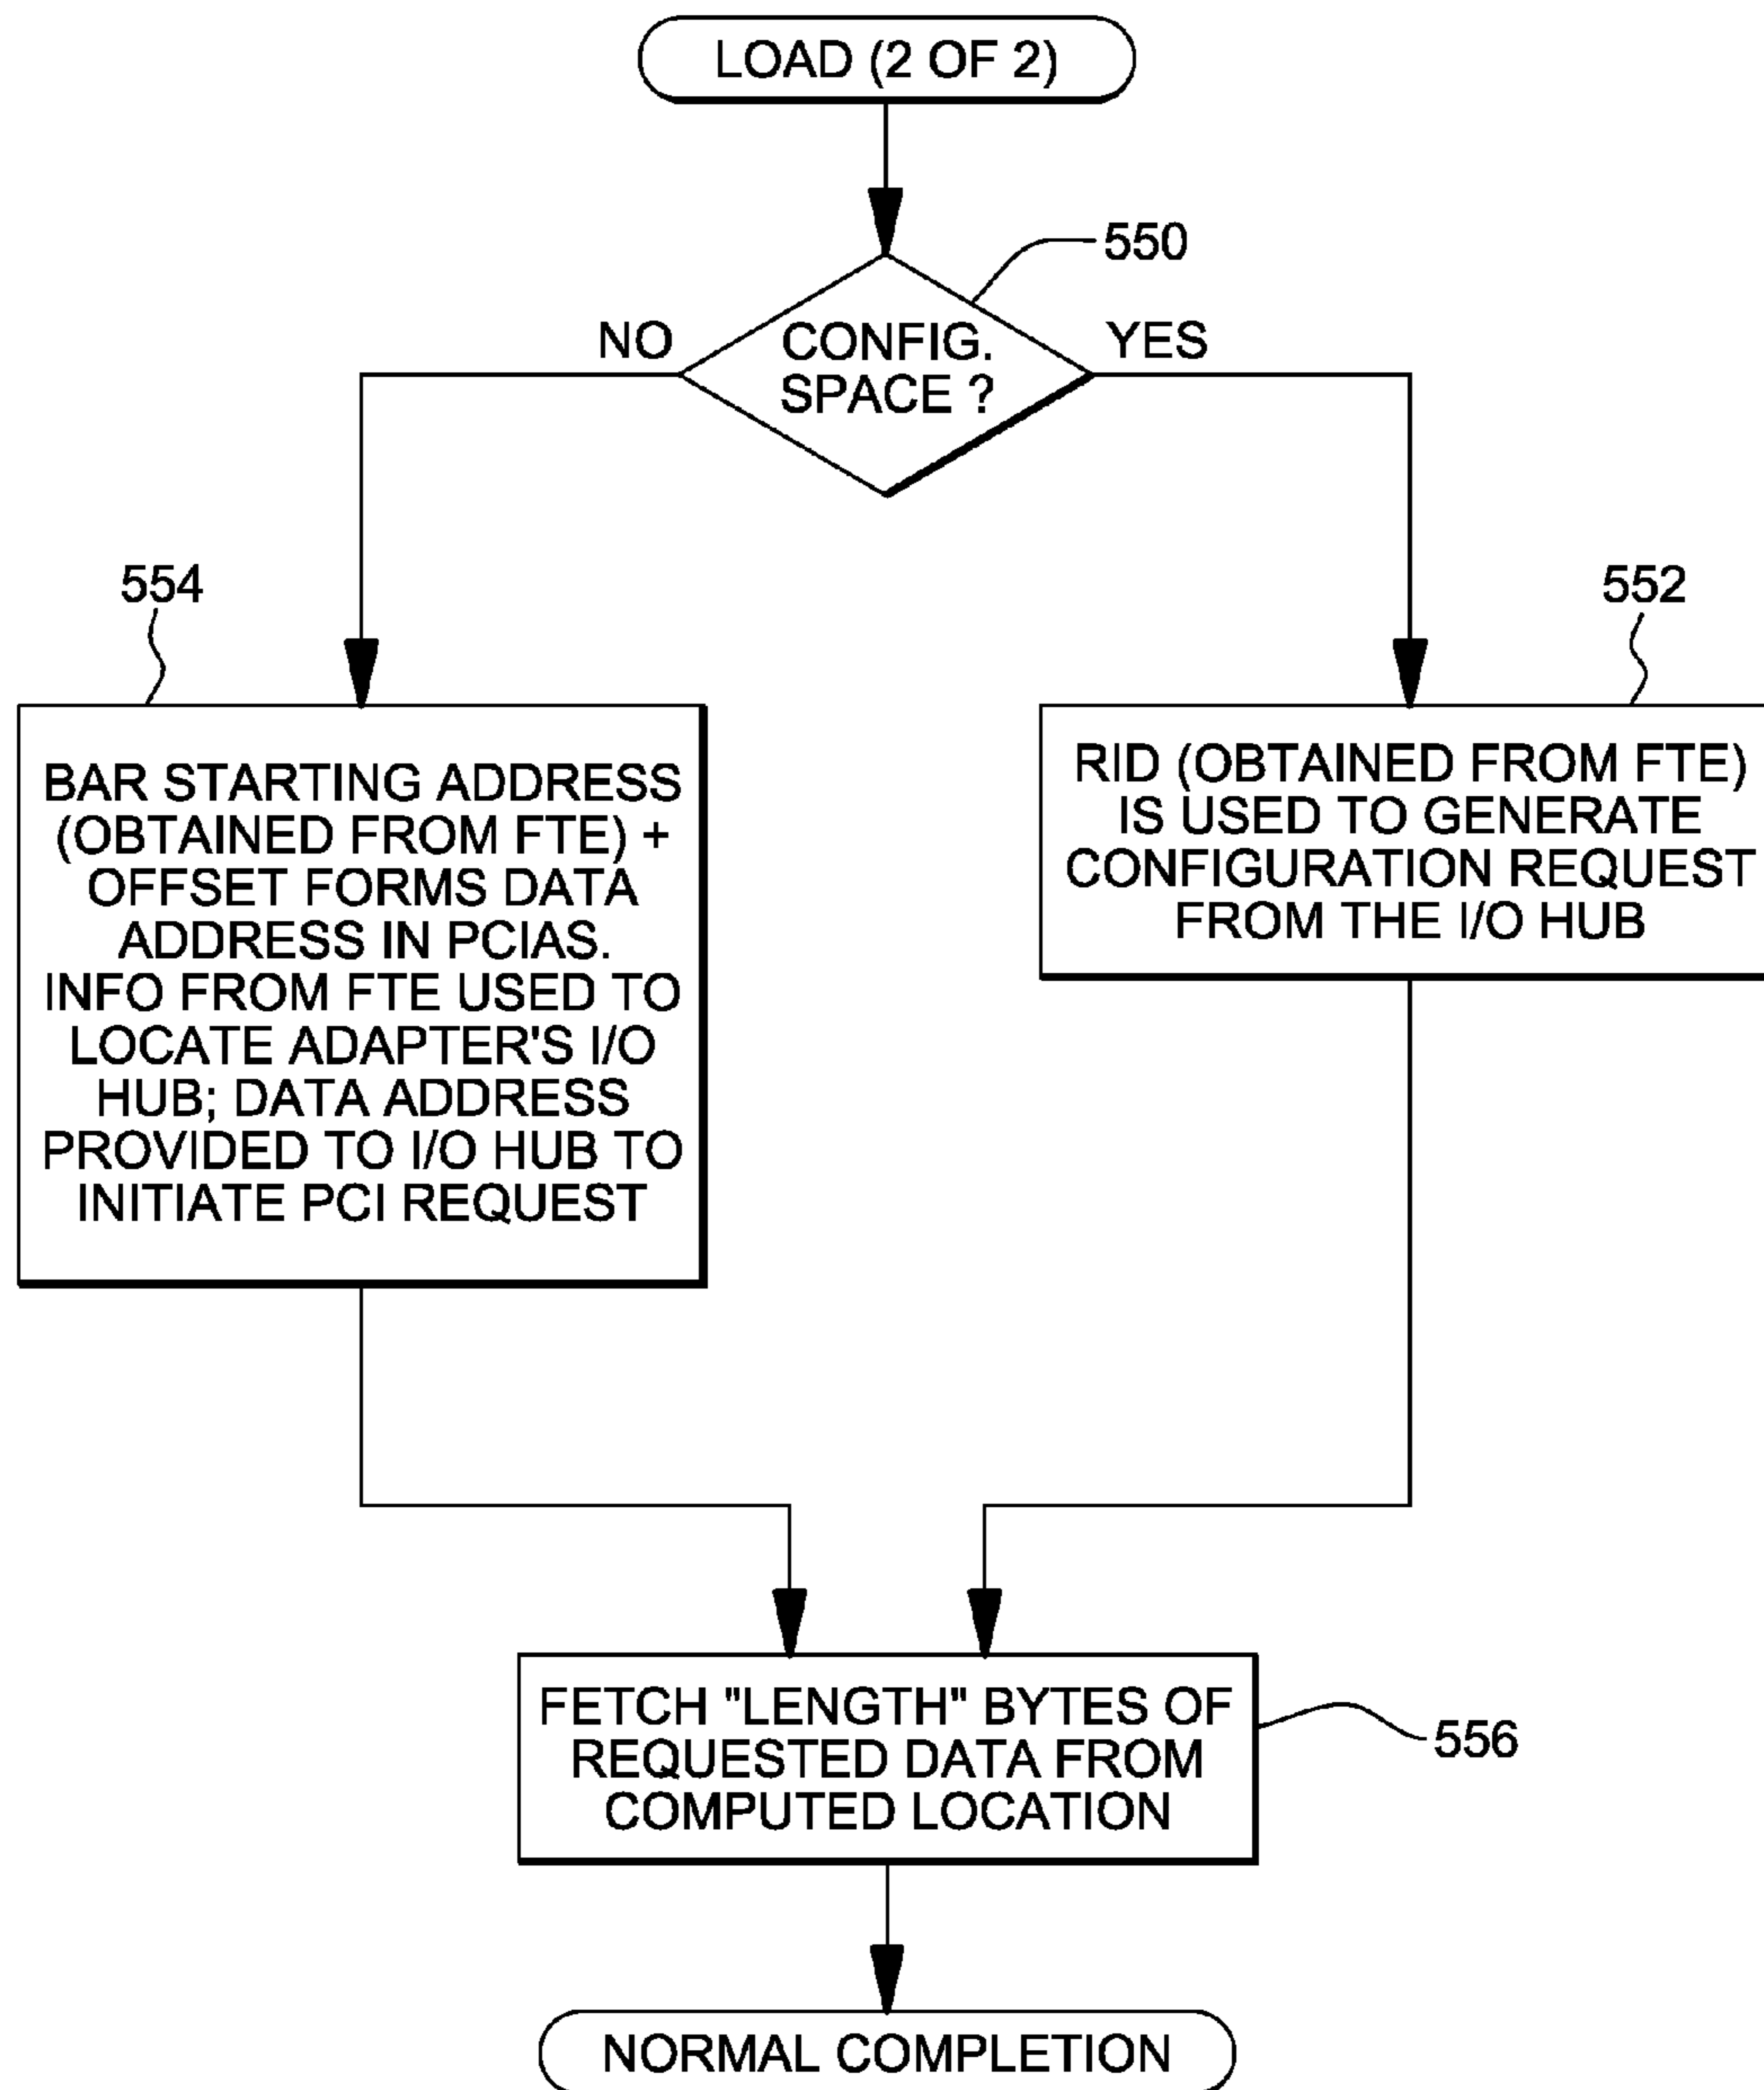 LOAD (2 OF 2)
550
NO
CONFIG.
SPACE ?
YES
554
BAR STARTING ADDRESS
(OBTAINED FROM FTE) +
OFFSET FORMS DATA
ADDRESS IN PCIAS.
INFO FROM FTE USED TO
LOCATE ADAPTER'S I/O
HUB; DATA ADDRESS
PROVIDED TO I/O HUB TO
INITIATE PCI REQUEST
552
RID (OBTAINED FROM FTE)
IS USED TO GENERATE
CONFIGURATION REQUEST
FROM THE I/O HUB
FETCH "LENGTH" BYTES OF
REQUESTED DATA FROM
COMPUTED LOCATION
556
NORMAL COMPLETION